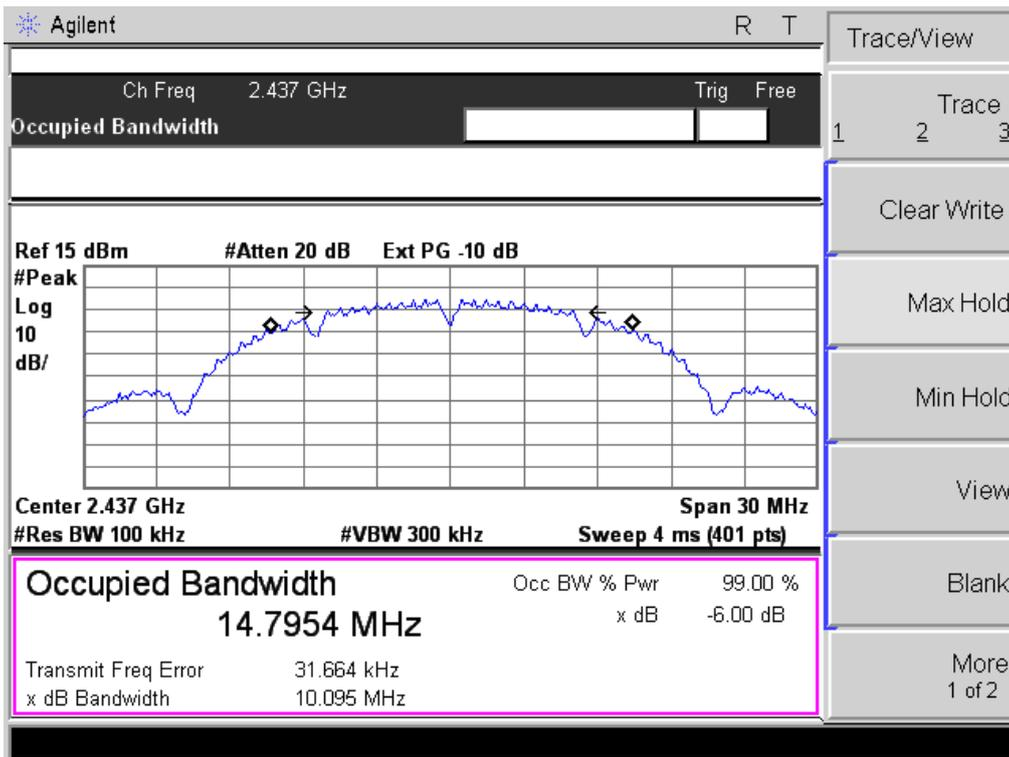 Agilent R T
Trace/View
Ch Freq 2.437 GHz Trig Free
Occupied Bandwidth
Trace
1 2 3
Clear Write
Max Hold
Min Hold
View
Blank
More
1 of 2
Ref 15 dBm #Atten 20 dB Ext PG -10 dB
#Peak
Log
10
dB/
Center 2.437 GHz Span 30 MHz
#Res BW 100 kHz #VBW 300 kHz Sweep 4 ms (401 pts)
Occupied Bandwidth
14.7954 MHz
Occ BW % Pwr 99.00 %
x dB -6.00 dB
Transmit Freq Error 31.664 kHz
x dB Bandwidth 10.095 MHz